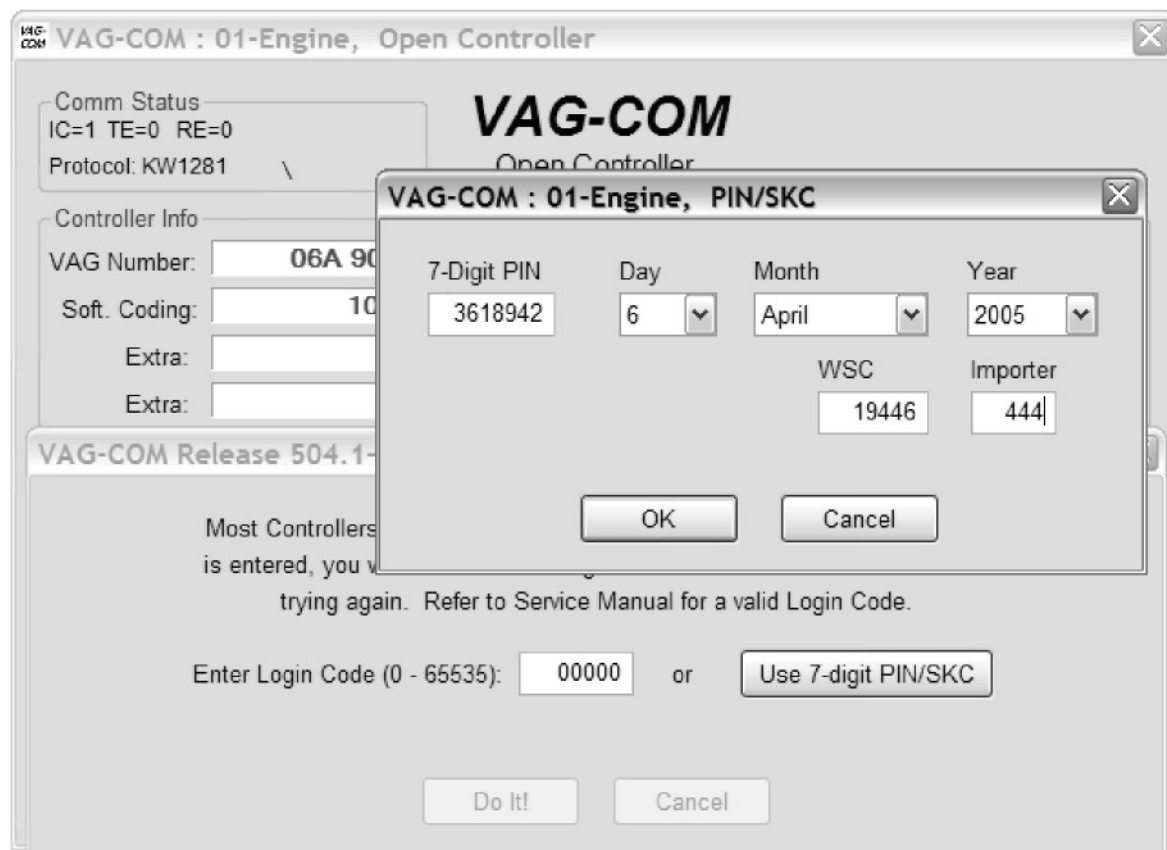 VAG-COM
VAG-COM : 01-Engine, Open Controller
Comm Status
IC=1 TE=0 RE=0
Protocol: KW1281 \
VAG-COM
Open Controller
Controller Info
VAG Number: 06A 90
Soft. Coding: 10
Extra:
Extra:
VAG-COM : 01-Engine, PIN/SKC
7-Digit PIN Day Month Year
3618942 6 April 2005
WSC Importer
19446 444
OK Cancel
VAG-COM Release 504.1-
Most Controllers
is entered, you
trying again. Refer to Service Manual for a valid Login Code.
Enter Login Code (0 - 65535): 00000 or Use 7-digit PIN/SKC
Do It! Cancel